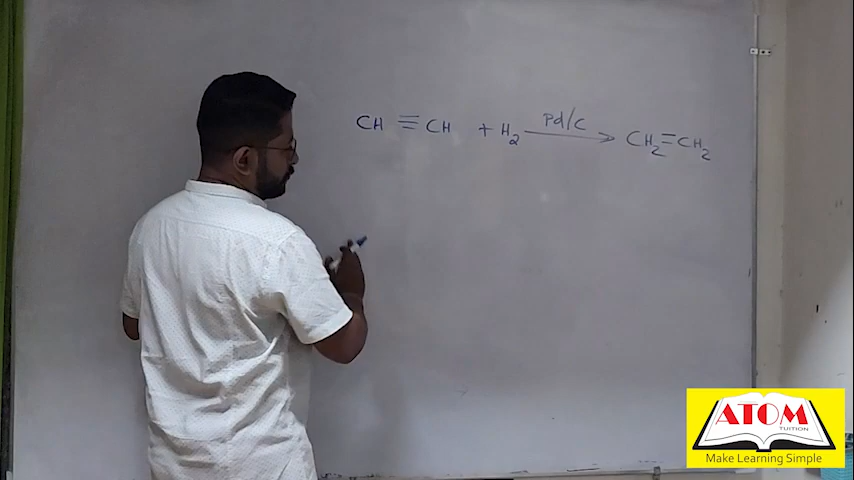 CH ≡ CH + H₂ Pd/C → CH₂=CH₂
ATOM
TUITION
Make Learning Simple